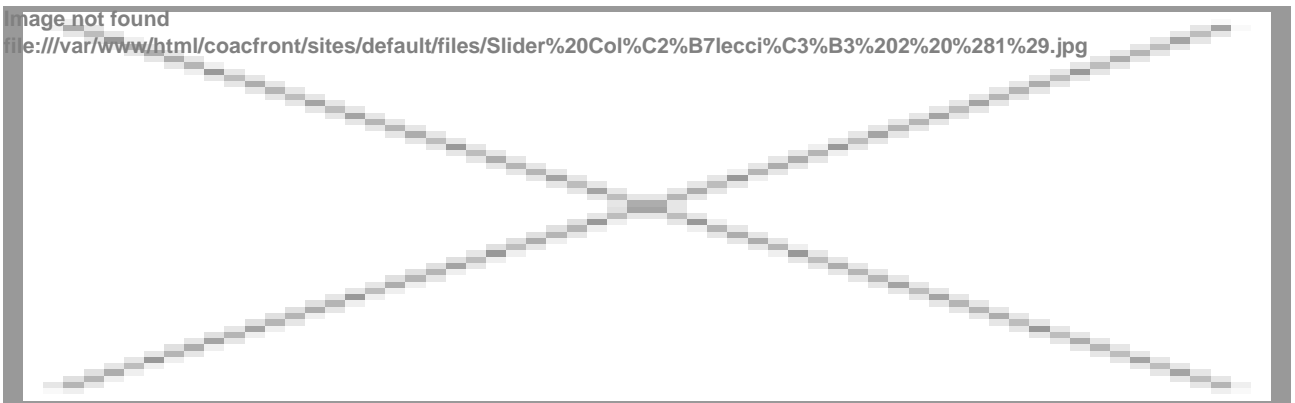 Image not found
file:///var/www/html/coacfront/sites/default/files/Slider%20Col%C2%B7lecci%C3%B3%202%20%281%29.jpg